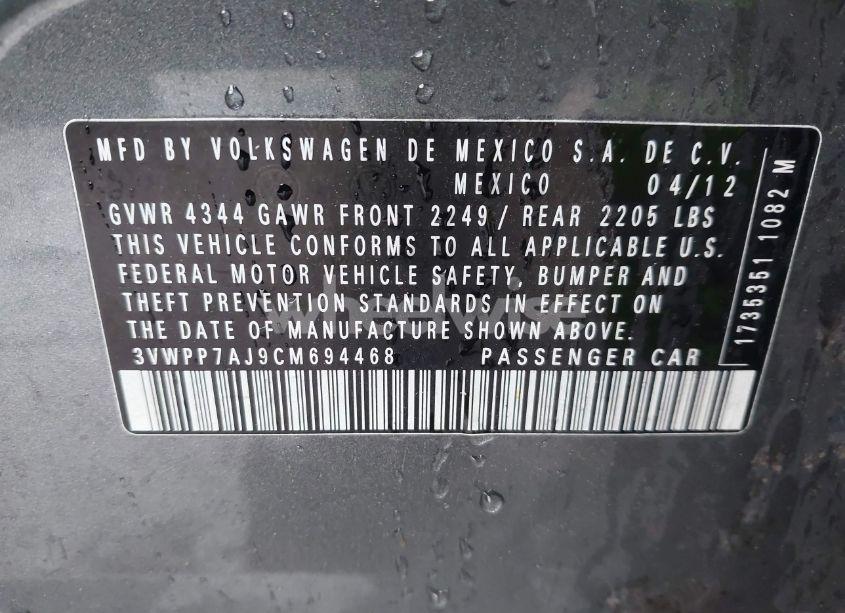 MFD BY VOLKSWAGEN DE MEXICO S.A. DE C.V.
MEXICO 04/12
GVWR 4344 GAWR FRONT 2249/ REAR 2205 LBS
THIS VEHICLE CONFORMS TO ALL APPLICABLE U.S.
FEDERAL MOTOR VEHICLE SAFETY, BUMPER AND
THEFT PREVENTION STANDARDS IN EFFECT ON
THE DATE OF MANUFACTURE SHOWN ABOVE.
3VWPP7AJ9CM694468 PASSENGER CAR
1735351 1082 M
wheelwise